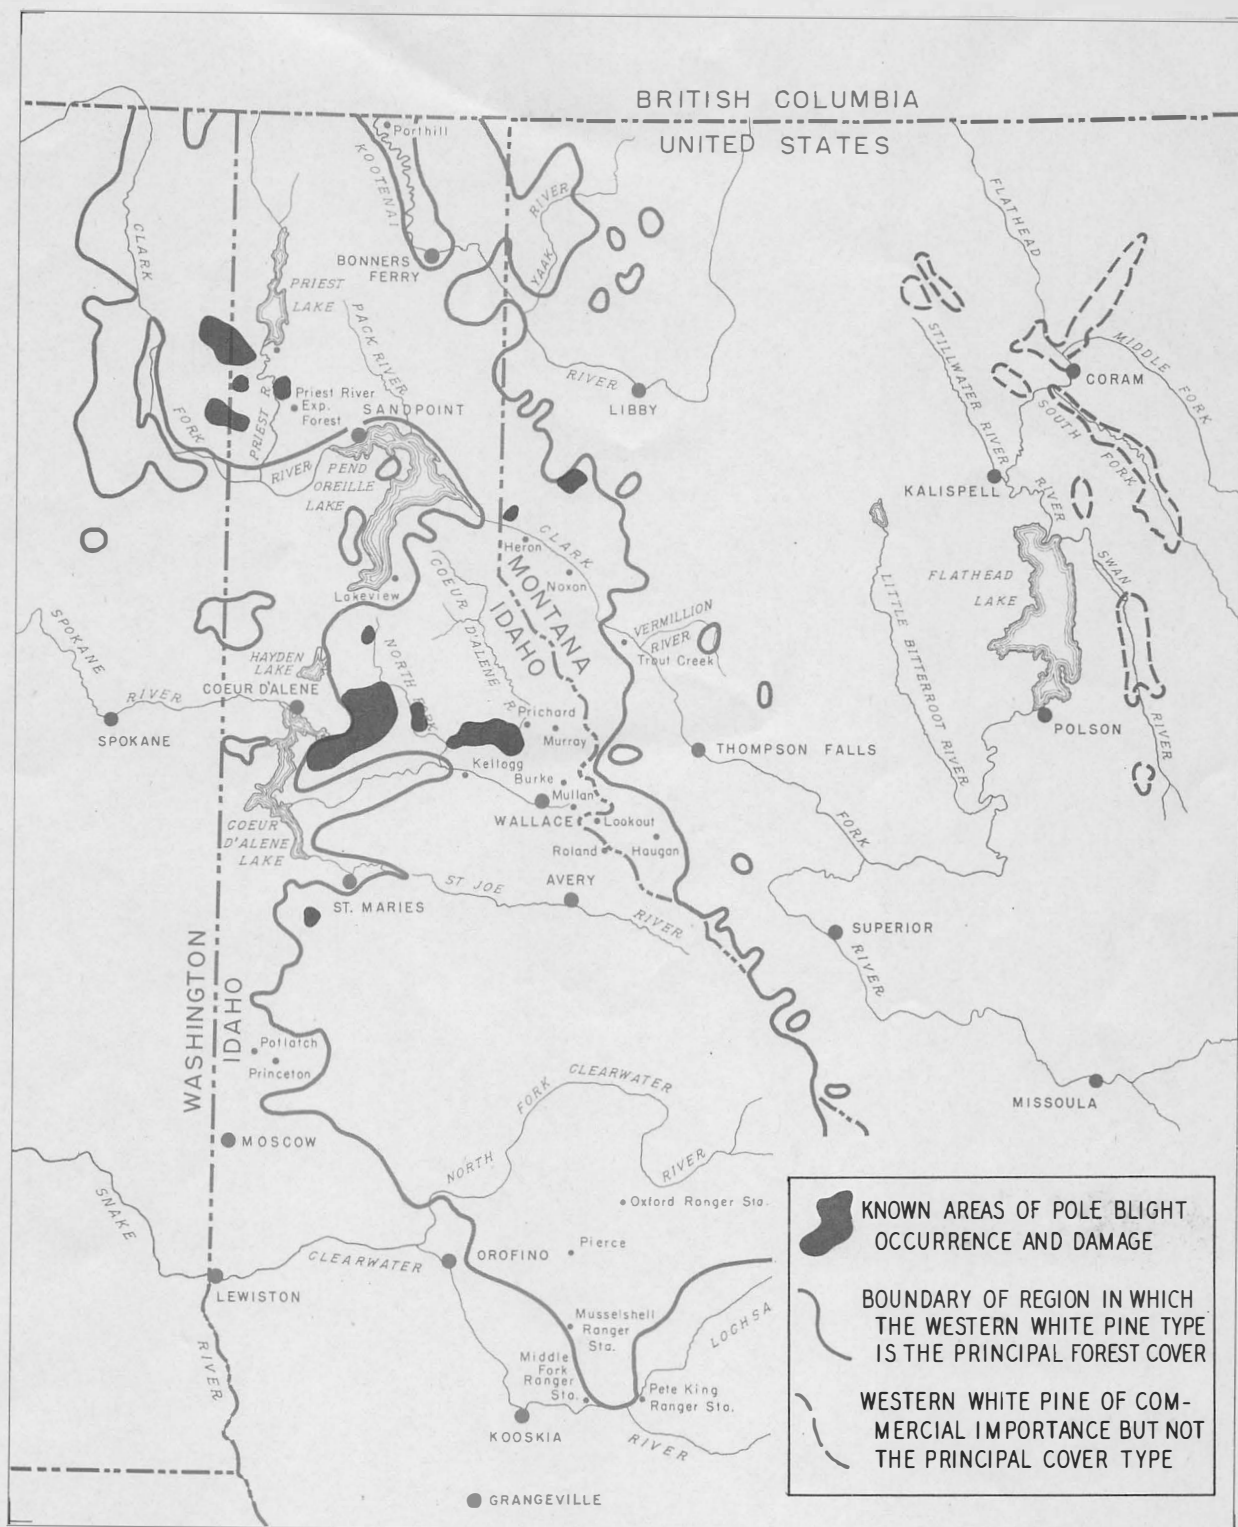 BRITISH COLUMBIA
UNITED STATES
Porthill
KOOTENAI
RIVER
YAAK
FLATHEAD
CLARK
BONNERS
FERRY
PRIEST
LAKE
PACK RIVER
STILLWATER RIVER
MIDDLE FORK
CORAM
RIVER
LIBBY
Priest River
Exp.
Forest
SANDPOINT
PRIEST R.
FORK
RIVER
PEND
OREILLE
LAKE
SOUTH FORK
KALISPELL
RIVER
Heron
CLARK
Noxon
MONTANA
IDAHO
Lakeview
COEUR D'ALENE R.
FLATHEAD
LAKE
SWAN
RIVER
LITTLE BITTERROOT RIVER
VERMILLION
RIVER
Trout Creek
SPOKANE
RIVER
HAYDEN
LAKE
COEUR D'ALENE
NORTH FORK
SPOKANE
Prichard
Murray
THOMPSON FALLS
POLSON
Kellogg
Burke
Mullan
WALLACE
Lookout
Roland
Haugan
COEUR
D'ALENE
LAKE
FORK
ST JOE
RIVER
AVERY
ST. MARIES
SUPERIOR
RIVER
WASHINGTON
IDAHO
Potlatch
Princeton
MISSOULA
MOSCOW
NORTH FORK CLEARWATER
RIVER
Oxford Ranger Sta.
SNAKE
RIVER
CLEARWATER
OROFINO
Pierce
LEWISTON
Musselshell
Ranger
Sta.
LOCHSA
Middle
Fork
Ranger
Sta.
Pete King
Ranger Sta.
KOOSKIA
RIVER
GRANGEVILLE
KNOWN AREAS OF POLE BLIGHT
OCCURRENCE AND DAMAGE
BOUNDARY OF REGION IN WHICH
THE WESTERN WHITE PINE TYPE
IS THE PRINCIPAL FOREST COVER
WESTERN WHITE PINE OF COM-
MERCIAL IMPORTANCE BUT NOT
THE PRINCIPAL COVER TYPE